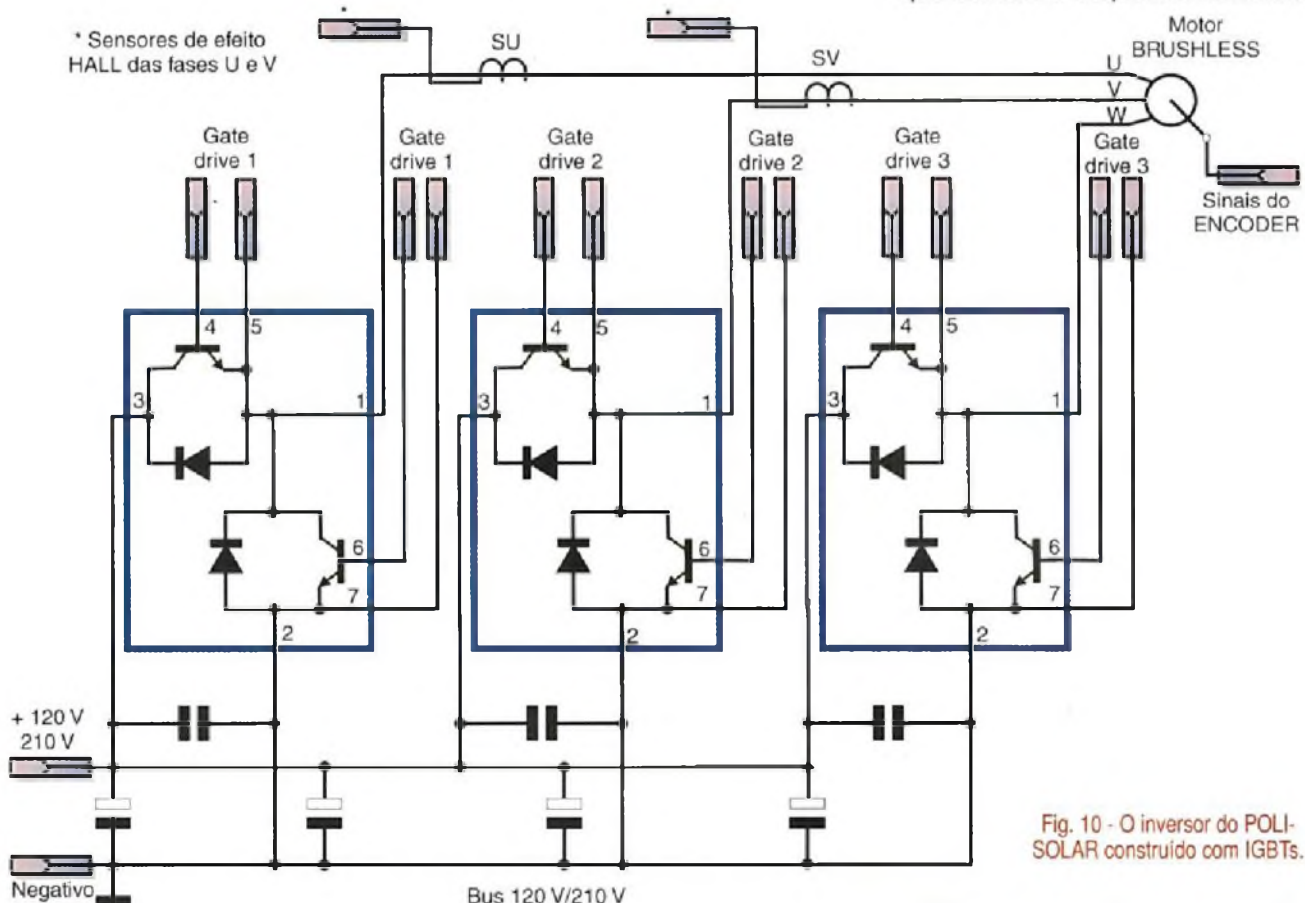 *
*
* Sensores de efeito
HALL das fases U e V
SU
SV
Motor
BRUSHLESS
U
V
W
Gate
drive 1
Gate
drive 1
Gate
drive 2
Gate
drive 2
Gate
drive 3
Gate
drive 3
Sinais do
ENCODER
4
5
3
1
6
7
2
4
5
3
1
6
7
2
4
5
3
1
6
7
2
+ 120 V
210 V
Negativo
Bus 120 V/210 V
Fig. 10 - O inversor do POLI-
SOLAR construído com IGBTs.